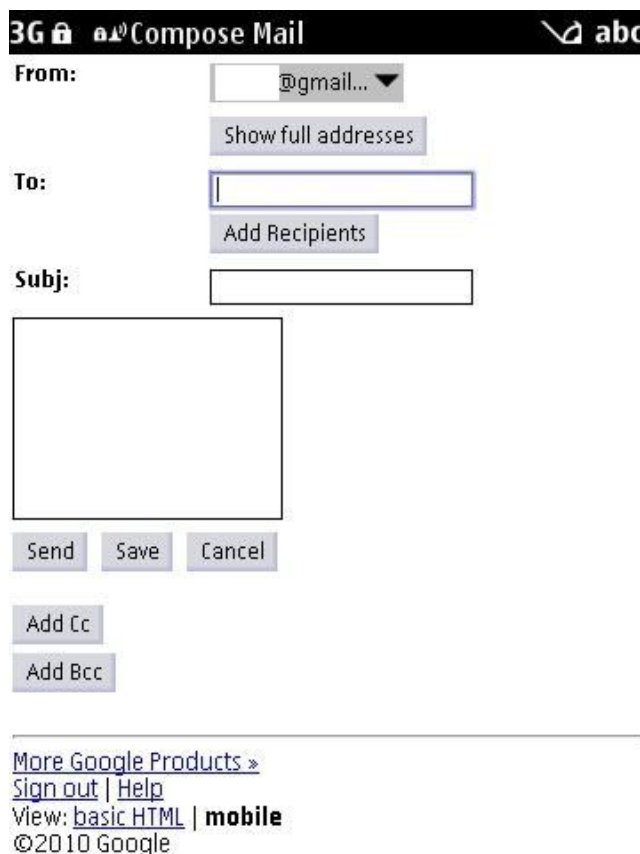 3G Compose Mail abc
From: @gmail...
Show full addresses
To:
Add Recipients
Subj:
Send Save Cancel
Add Cc
Add Bcc
More Google Products »
Sign out | Help
View: basic HTML | mobile
©2010 Google